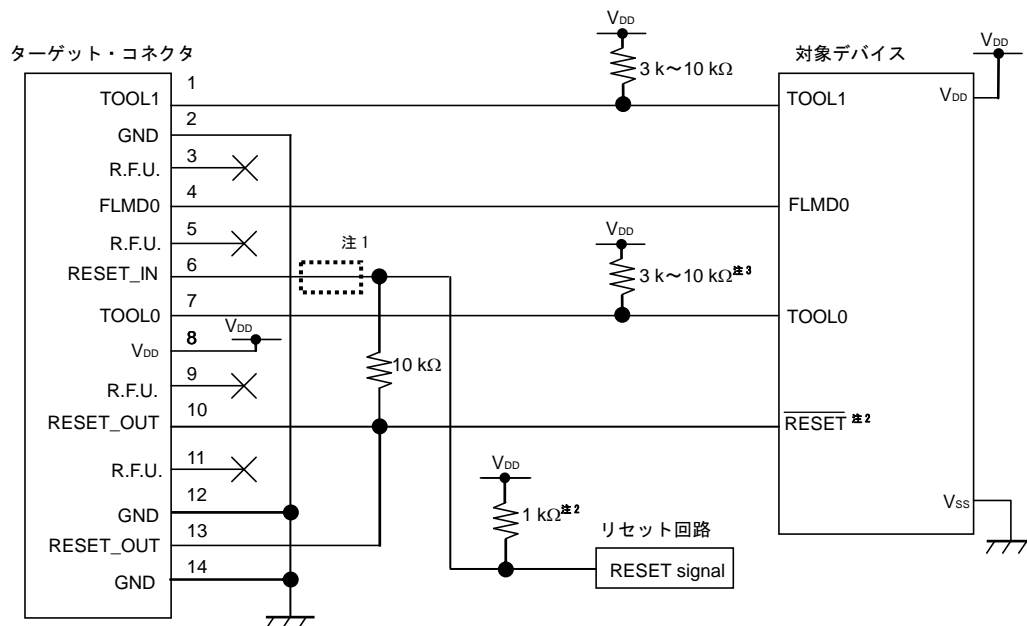 ターゲット・コネクタ
1
TOOL1
2
GND
3
R.F.U.
4
FLMD0
5
R.F.U.
6
RESET_IN
7
TOOL0
8
VDD
VDD
9
R.F.U.
10
RESET_OUT
11
R.F.U.
12
GND
13
RESET_OUT
14
GND
注1
10 kΩ
VDD
3 k～10 kΩ
VDD
3 k～10 kΩ注3
VDD
1 kΩ注2
リセット回路
RESET signal
対象デバイス
VDD
VDD
TOOL1
FLMD0
TOOL0
RESET 注2
VSS